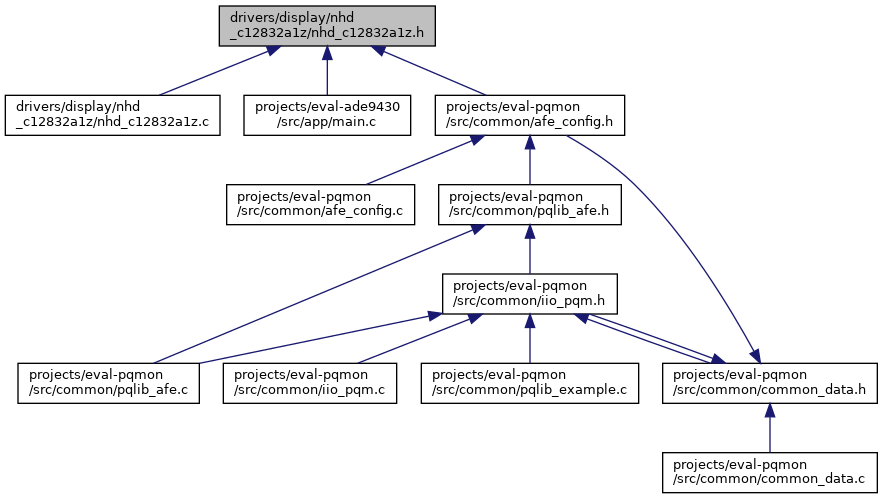 drivers/display/nhd
_c12832a1z/nhd_c12832a1z.h
drivers/display/nhd
_c12832a1z/nhd_c12832a1z.c
projects/eval-ade9430
/src/app/main.c
projects/eval-pqmon
/src/common/afe_config.h
projects/eval-pqmon
/src/common/afe_config.c
projects/eval-pqmon
/src/common/pqlib_afe.h
projects/eval-pqmon
/src/common/iio_pqm.h
projects/eval-pqmon
/src/common/pqlib_afe.c
projects/eval-pqmon
/src/common/iio_pqm.c
projects/eval-pqmon
/src/common/pqlib_example.c
projects/eval-pqmon
/src/common/common_data.h
projects/eval-pqmon
/src/common/common_data.c